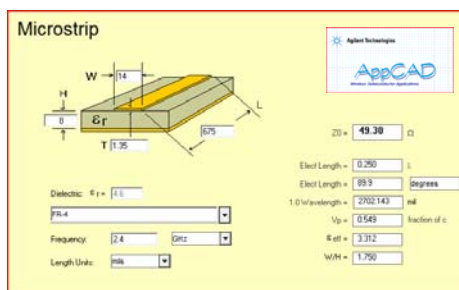 Microstrip
Agilent Technologies
AppCAD
W 14
H
8
εr
L
675
T 1.35
Z0 = 49.30 Ω
Elect Length = 0.250 λ
Elect Length = 89.9 degrees
1.0 Wavelength = 2702.143 mil
Vp = 0.549 fraction of c
ε eff = 3.312
W/H = 1.750
Dielectric: εr = 4.6
FR-4
Frequency: 2.4 GHz
Length Units: mils